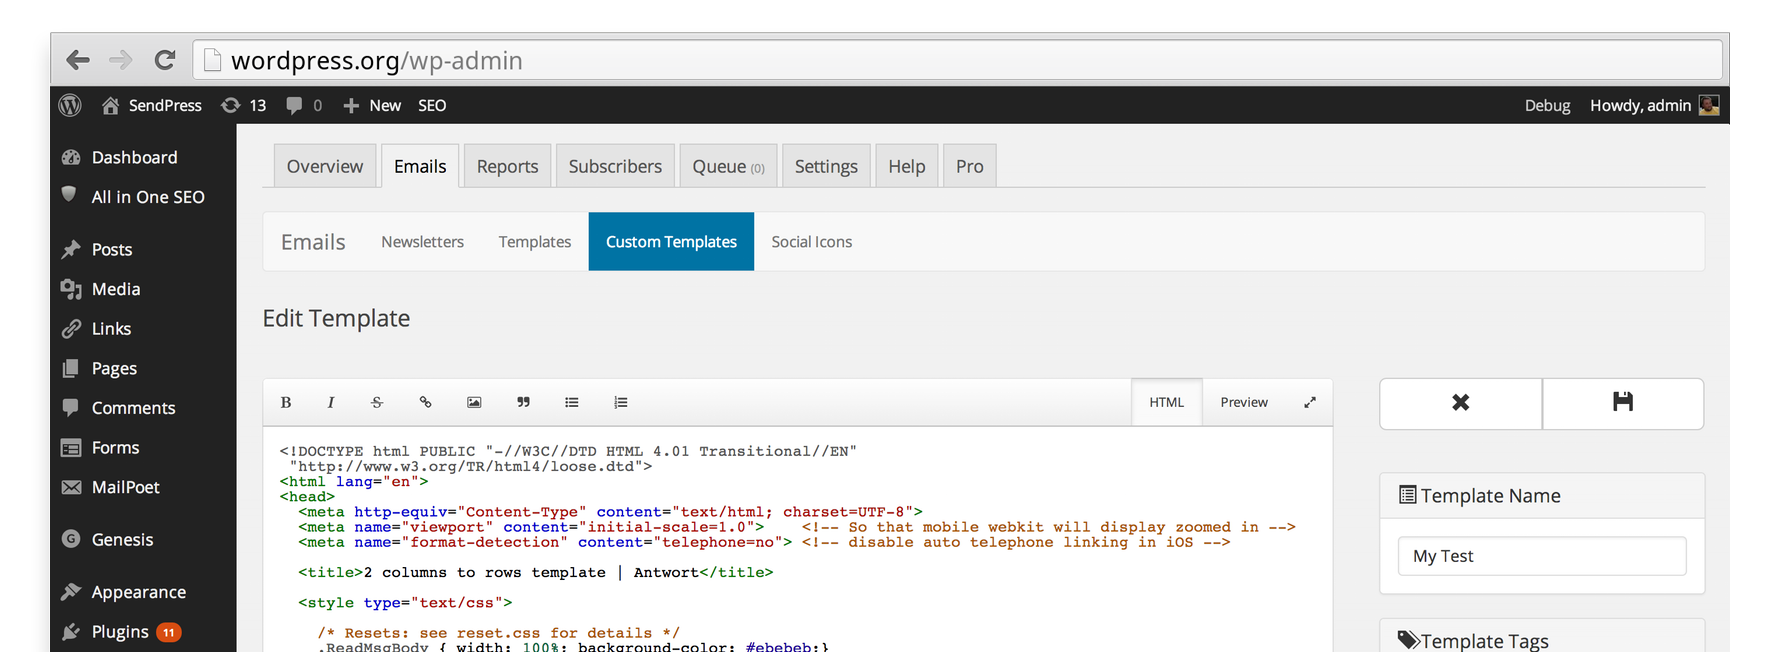 wordpress.org/wp-admin
SendPress 13 0 New SEO Debug Howdy, admin
Dashboard
All in One SEO
Posts
Media
Links
Pages
Comments
Forms
MailPoet
Genesis
Appearance
Plugins 11
Overview Emails Reports Subscribers Queue (0) Settings Help Pro
Emails Newsletters Templates Custom Templates Social Icons
Edit Template
B I S HTML Preview
<!DOCTYPE html PUBLIC "-//W3C//DTD HTML 4.01 Transitional//EN"
"http://www.w3.org/TR/html4/loose.dtd">
<html lang="en">
<head>
<meta http-equiv="Content-Type" content="text/html; charset=UTF-8">
<meta name="viewport" content="initial-scale=1.0"> <!-- So that mobile webkit will display zoomed in -->
<meta name="format-detection" content="telephone=no"> <!-- disable auto telephone linking in iOS -->
<title>2 columns to rows template | Antwort</title>
<style type="text/css">
/* Resets: see reset.css for details */
.ReadMsgBody { width: 100%; background-color: #ebebeb;}
Template Name
My Test
Template Tags